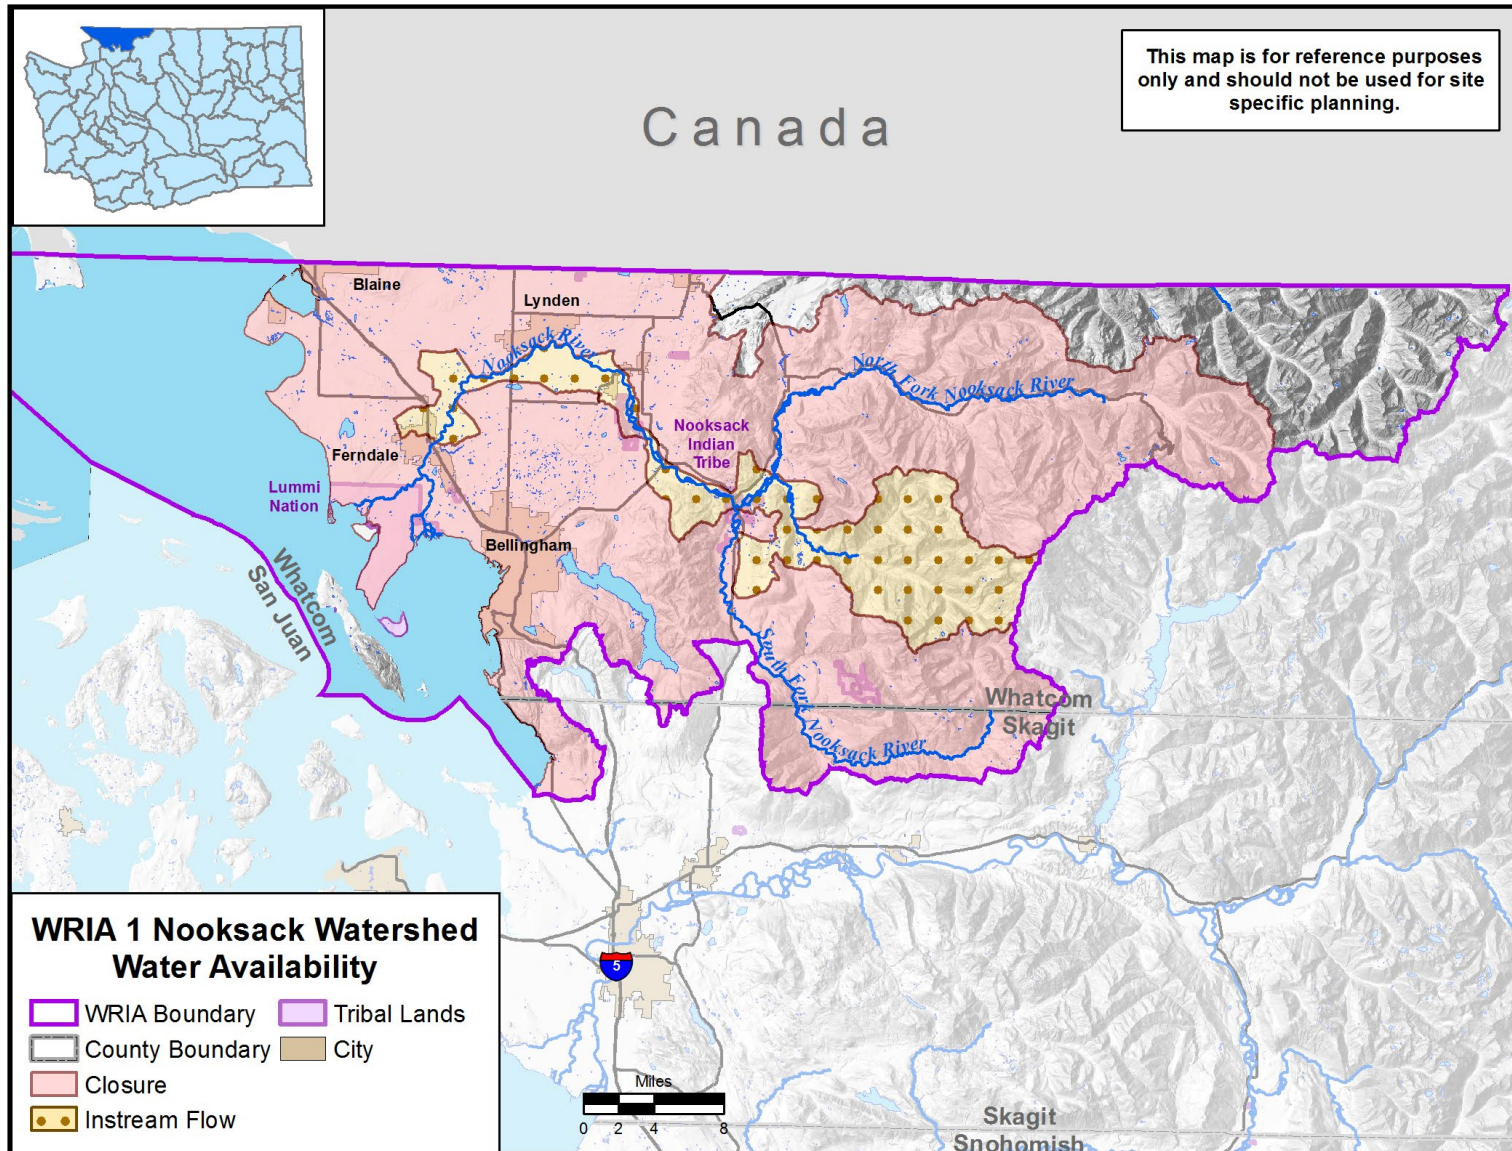 This map is for reference purposes
only and should not be used for site
specific planning.
Canada
Blaine
Lynden
Nooksack River
North Fork Nooksack River
Nooksack
Indian
Tribe
Ferndale
Lummi
Nation
Bellingham
Whatcom
San Juan
South Fork Nooksack River
Whatcom
Skagit
WRIA 1 Nooksack Watershed
Water Availability
WRIA Boundary
Tribal Lands
County Boundary
City
Closure
Instream Flow
5
Miles
0 2 4 8
Skagit
Snohomish